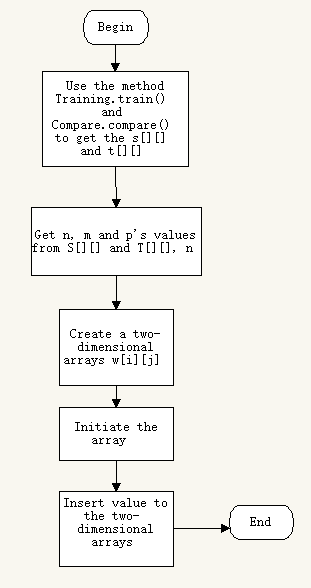 Begin
Use the method
Training.train()
and
Compare.compare()
to get the s[][]
and t[][]
Get n, m and p's values
from S[][] and T[][], n
Create a two-
dimensional
arrays w[i][j]
Initiate the
array
Insert value to
the two-
dimensional
arrays
End